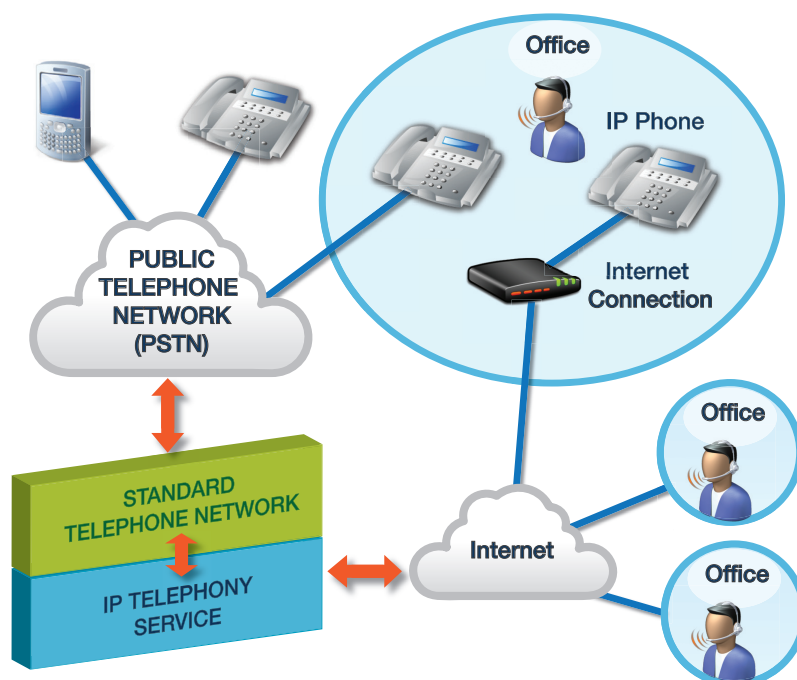 Office
IP Phone
PUBLIC
TELEPHONE
NETWORK
(PSTN)
Internet
Connection
Office
STANDARD
TELEPHONE NETWORK
Internet
IP TELEPHONY
SERVICE
Office